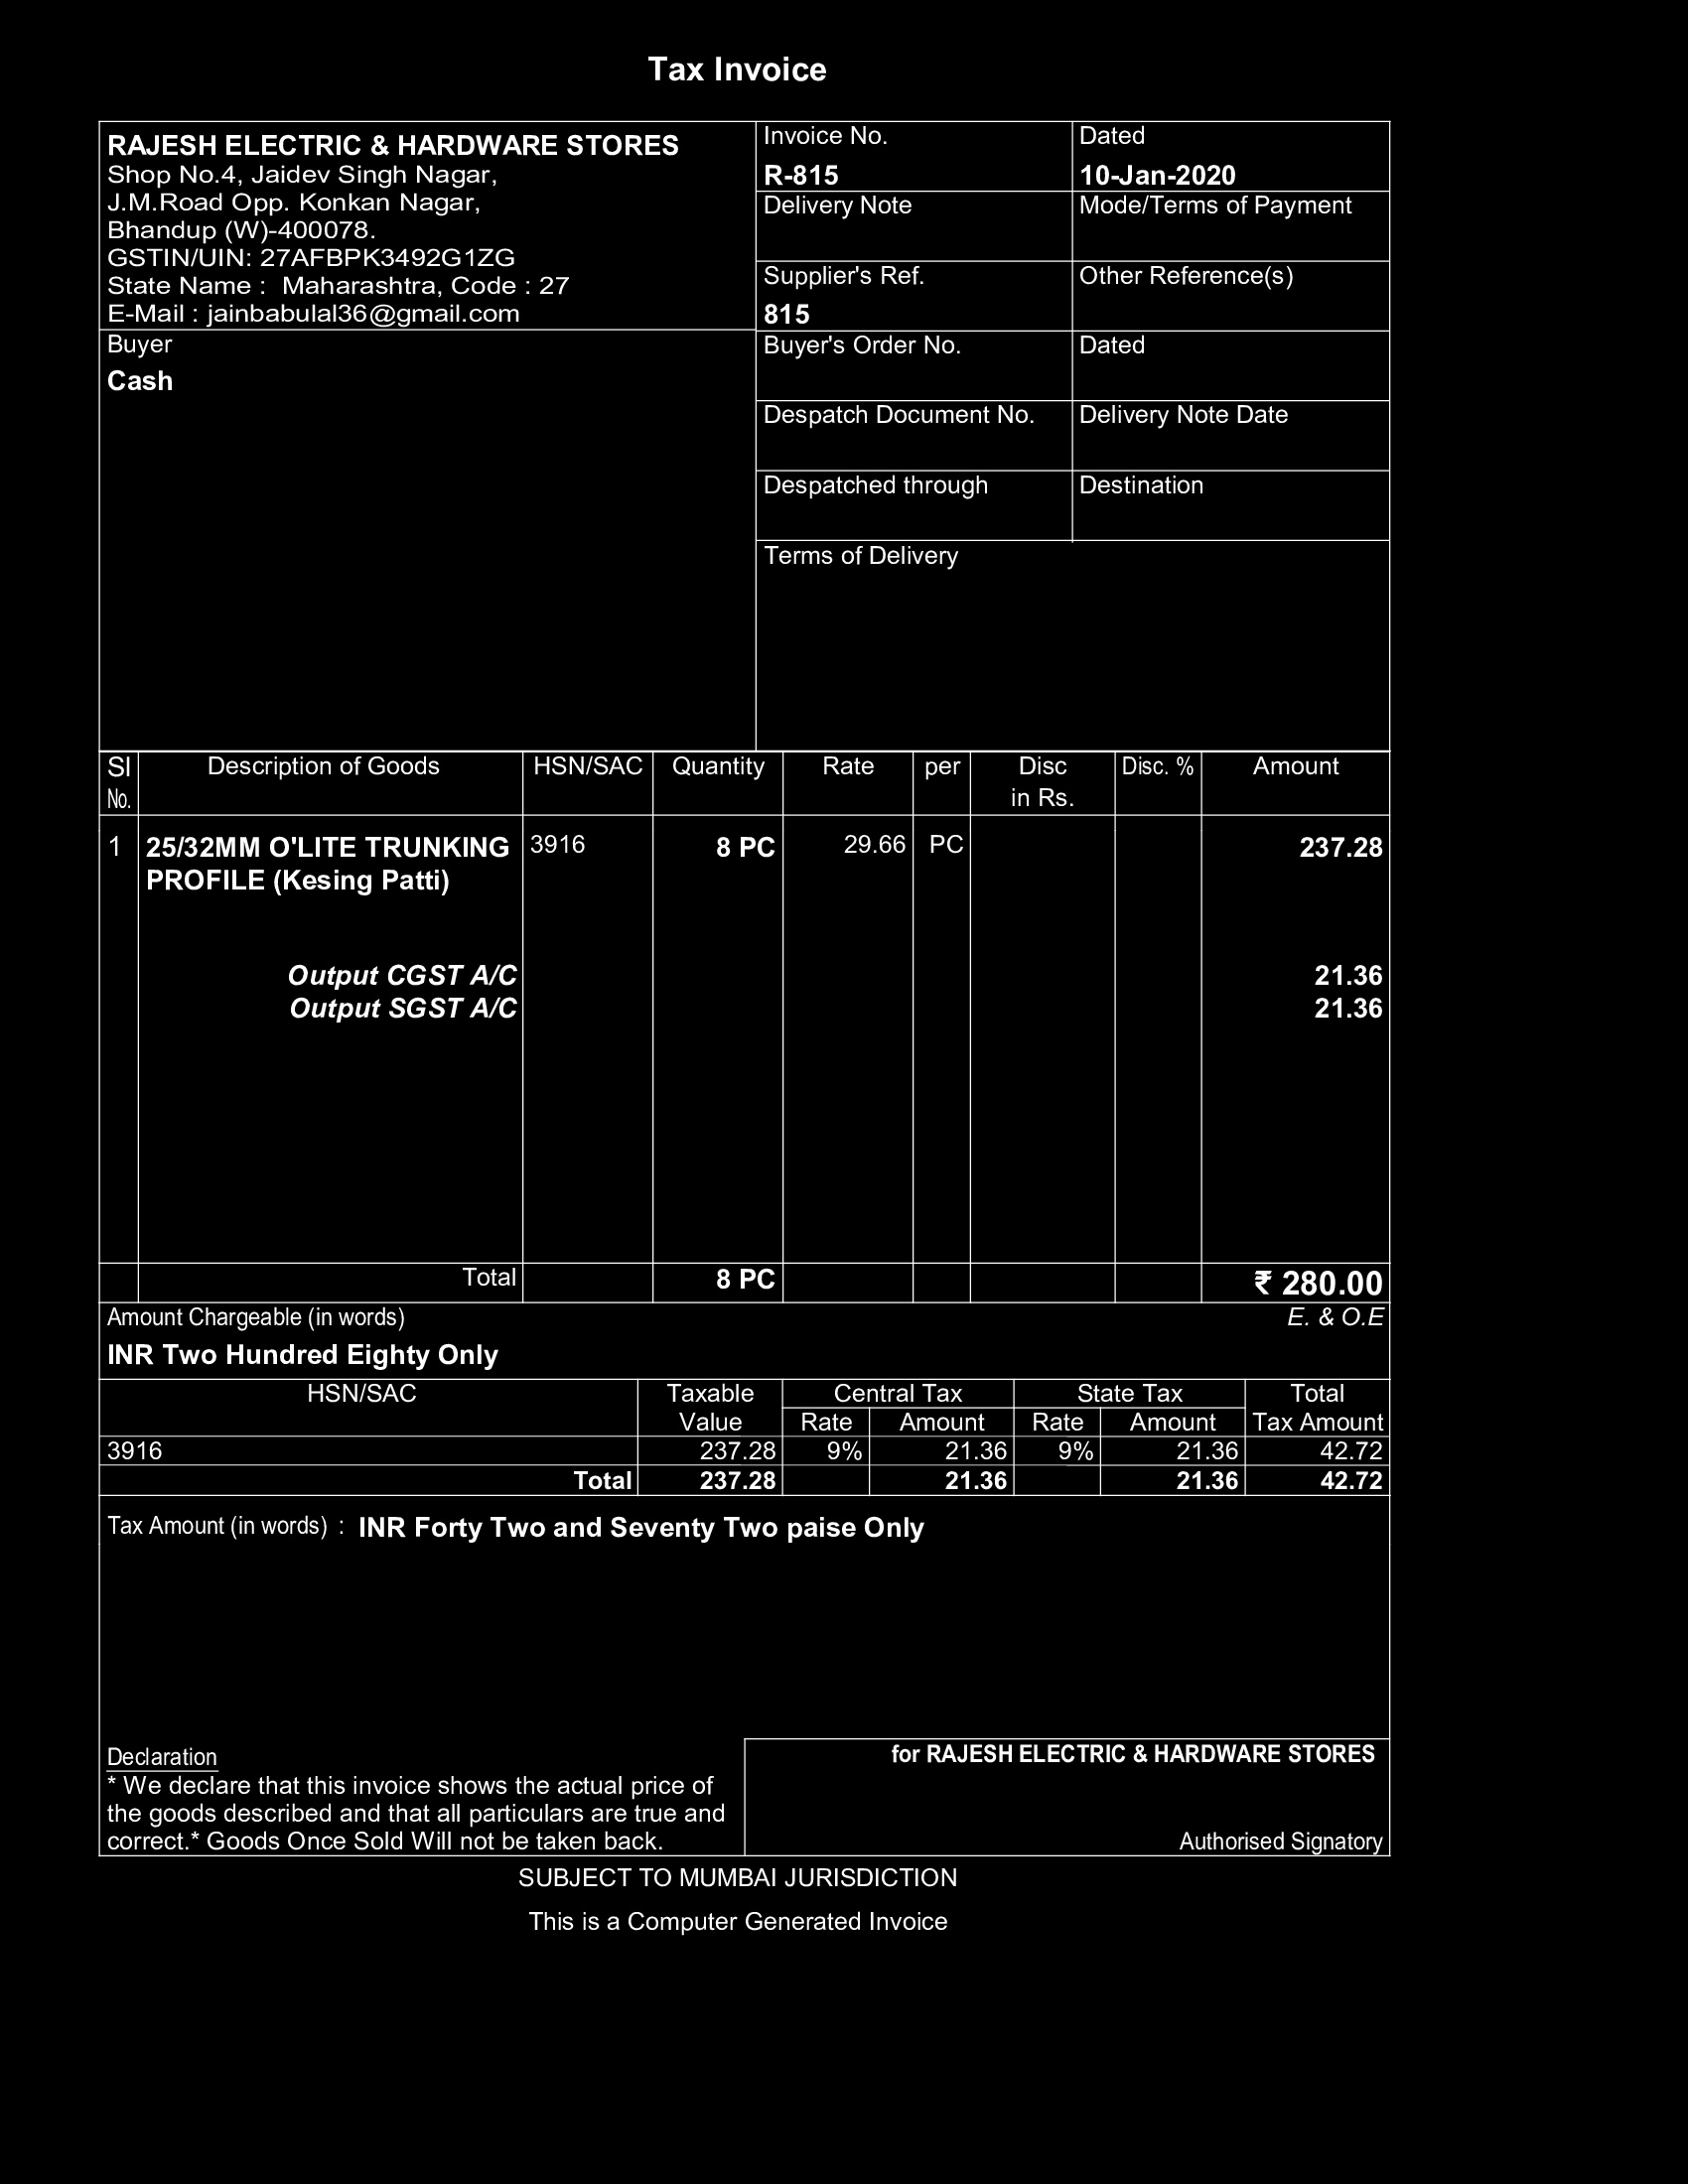 Tax Invoice
RAJESH ELECTRIC & HARDWARE STORES
Shop No.4, Jaidev Singh Nagar,
J.M.Road Opp. Konkan Nagar,
Bhandup (W)-400078.
GSTIN/UIN: 27AFBPK3492G1ZG
State Name : Maharashtra, Code : 27
E-Mail : jainbabulal36@gmail.com
Buyer
Cash
Invoice No. Dated
R-815 10-Jan-2020
Delivery Note Mode/Terms of Payment
Supplier's Ref. Other Reference(s)
815
Buyer's Order No. Dated
Despatch Document No. Delivery Note Date
Despatched through Destination
Terms of Delivery
Sl Description of Goods HSN/SAC Quantity Rate per Disc Disc. % Amount
No. in Rs.
1 25/32MM O'LITE TRUNKING 3916 8 PC 29.66 PC 237.28
PROFILE (Kesing Patti)
Output CGST A/C 21.36
Output SGST A/C 21.36
Total 8 PC ₹ 280.00
Amount Chargeable (in words) E. & O.E
INR Two Hundred Eighty Only
HSN/SAC Taxable Central Tax State Tax Total
Value Rate Amount Rate Amount Tax Amount
3916 237.28 9% 21.36 9% 21.36 42.72
Total 237.28 21.36 21.36 42.72
Tax Amount (in words) : INR Forty Two and Seventy Two paise Only
Declaration
* We declare that this invoice shows the actual price of
the goods described and that all particulars are true and
correct.* Goods Once Sold Will not be taken back.
for RAJESH ELECTRIC & HARDWARE STORES
Authorised Signatory
SUBJECT TO MUMBAI JURISDICTION
This is a Computer Generated Invoice